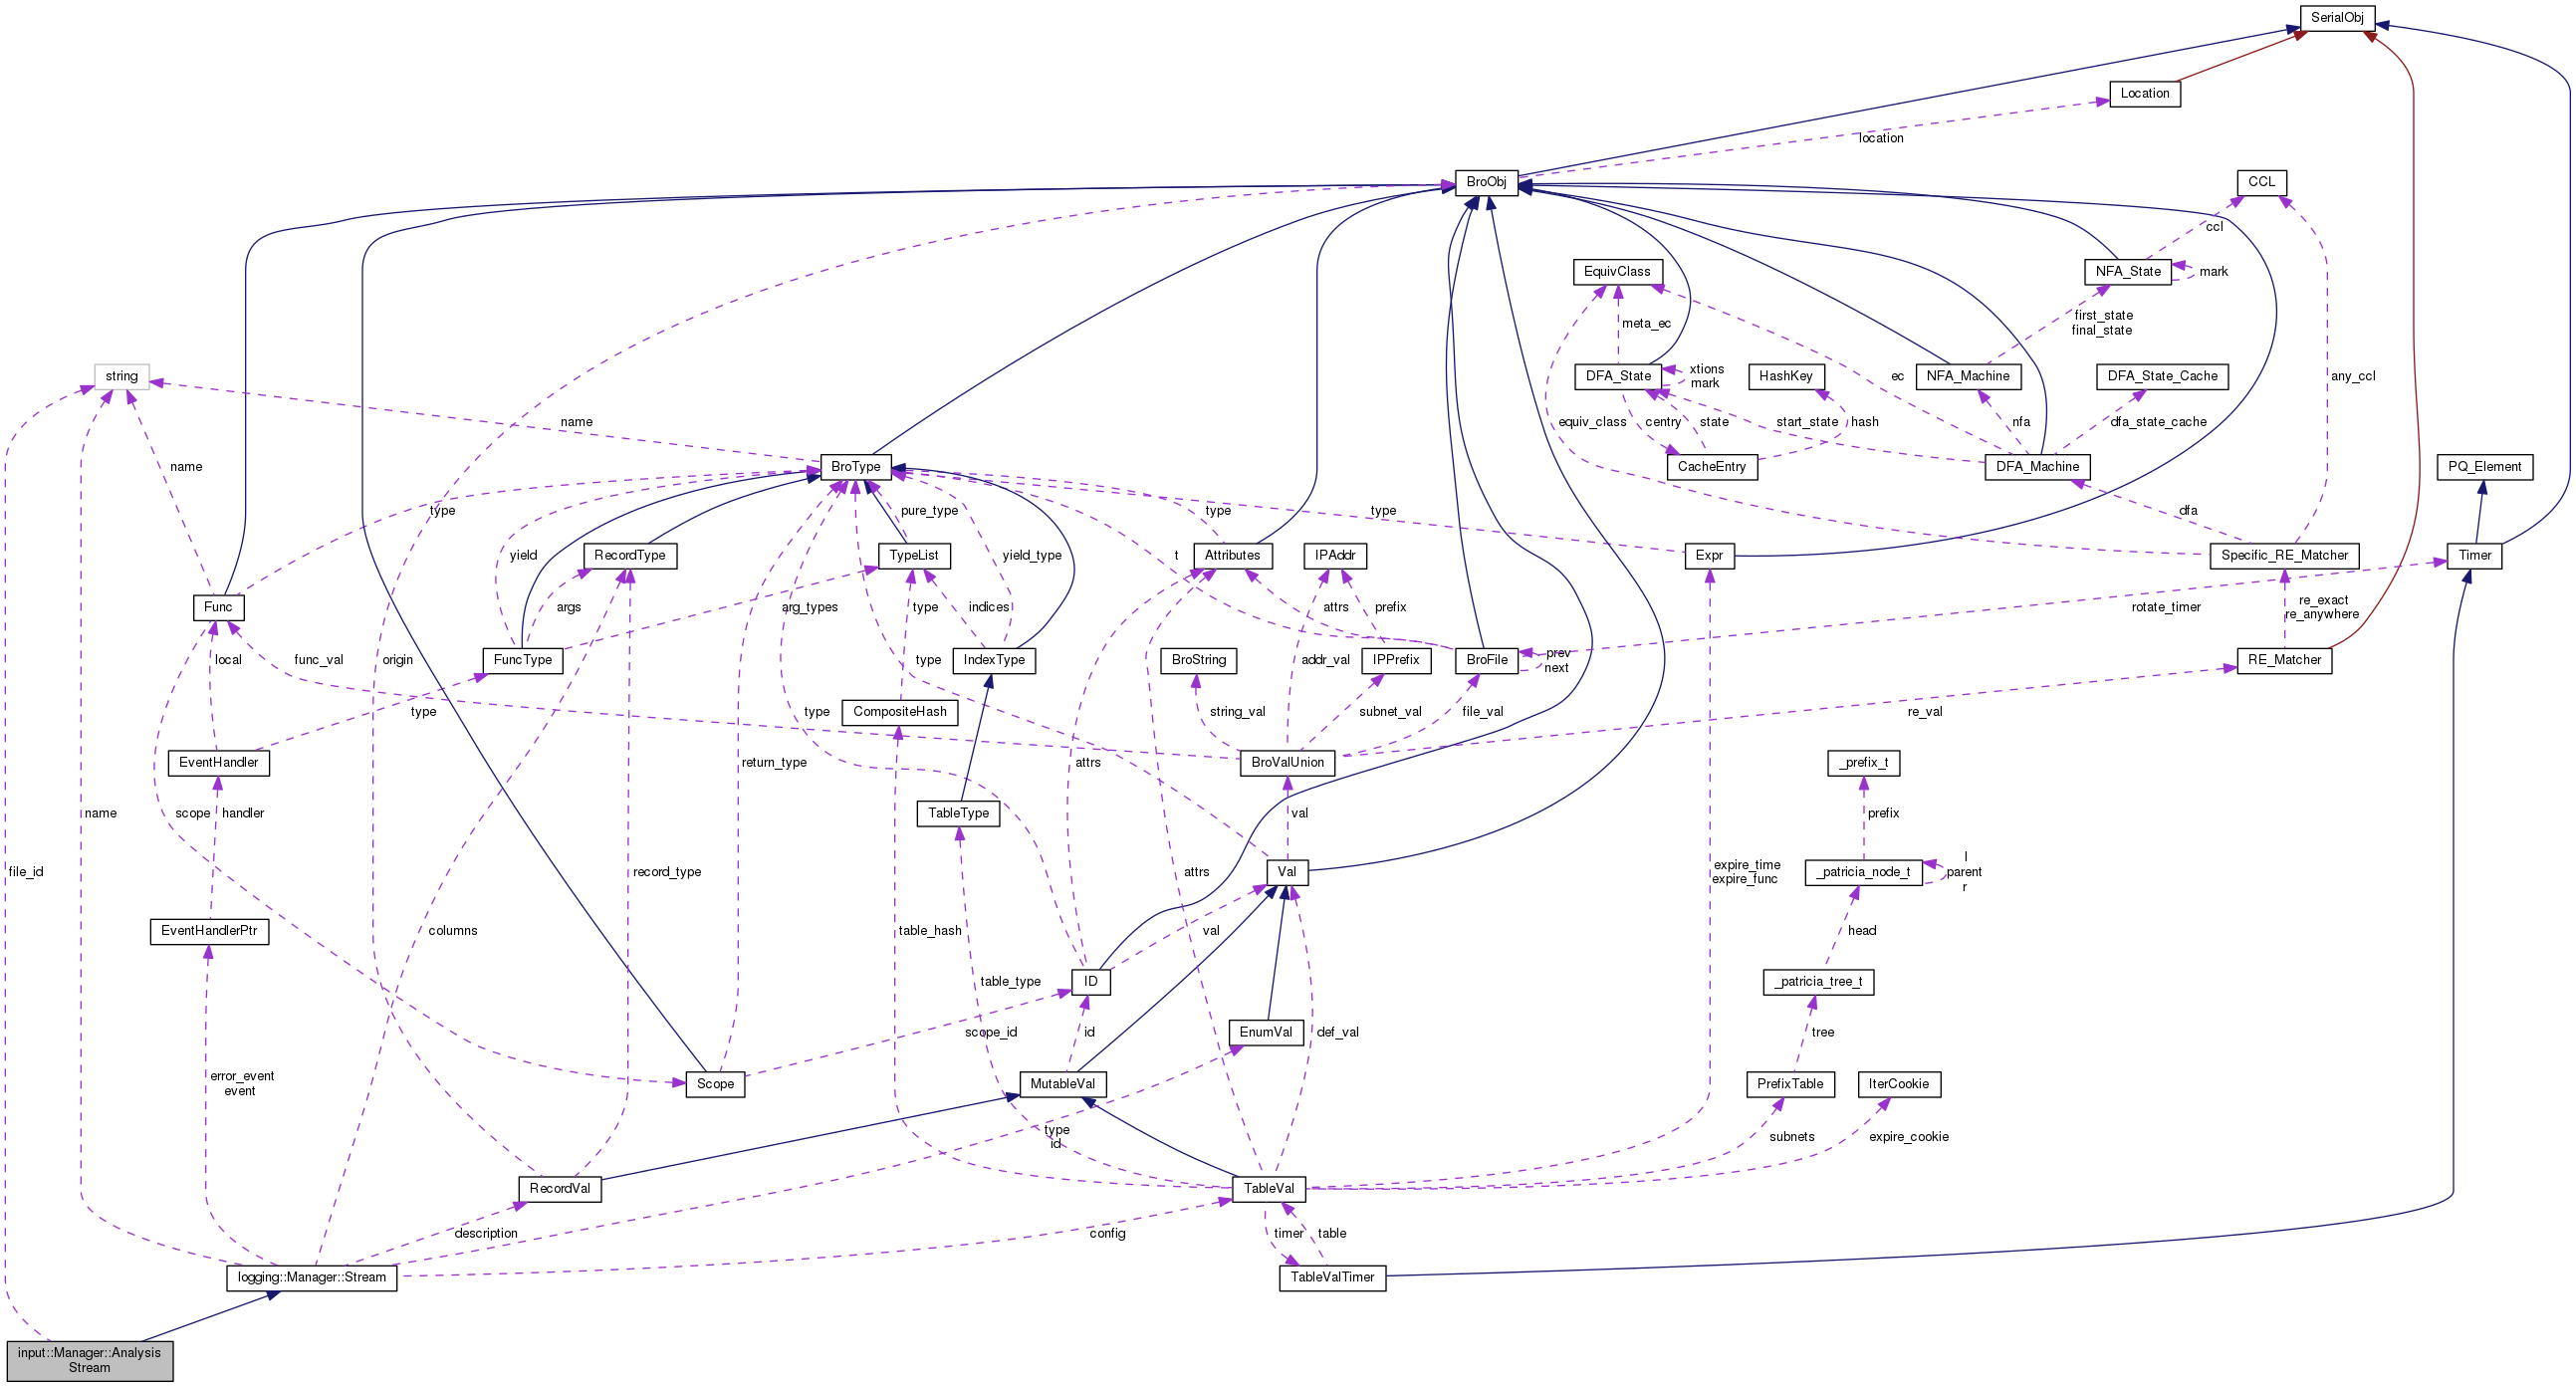 SerialObj
Location
location
BroObj
CCL
ccl
EquivClass
NFA_State
mark
first_state
final_state
meta_ec
string
DFA_State
xtions
mark
HashKey
NFA_Machine
DFA_State_Cache
ec
any_ccl
name
equiv_class
centry
state
start_state
hash
nfa
dfa_state_cache
name
BroType
CacheEntry
DFA_Machine
PQ_Element
type
pure_type
type
type
dfa
yield
RecordType
TypeList
yield_type
t
Attributes
IPAddr
Expr
Specific_RE_Matcher
Timer
Func
args
arg_types
type
indices
attrs
prefix
rotate_timer
re_exact
re_anywhere
local
func_val
origin
FuncType
type
IndexType
BroString
addr_val
IPPrefix
BroFile
prev
next
RE_Matcher
type
type
CompositeHash
string_val
subnet_val
file_val
re_val
EventHandler
return_type
attrs
BroValUnion
_prefix_t
scope
handler
name
TableType
val
prefix
file_id
record_type
attrs
Val
expire_time
expire_func
_patricia_node_t
l
parent
r
EventHandlerPtr
columns
table_hash
val
head
table_type
ID
_patricia_tree_t
scope_id
id
EnumVal
def_val
tree
error_event
event
Scope
MutableVal
PrefixTable
IterCookie
type
id
subnets
expire_cookie
RecordVal
TableVal
description
config
timer
table
logging::Manager::Stream
TableValTimer
input::Manager::Analysis
Stream